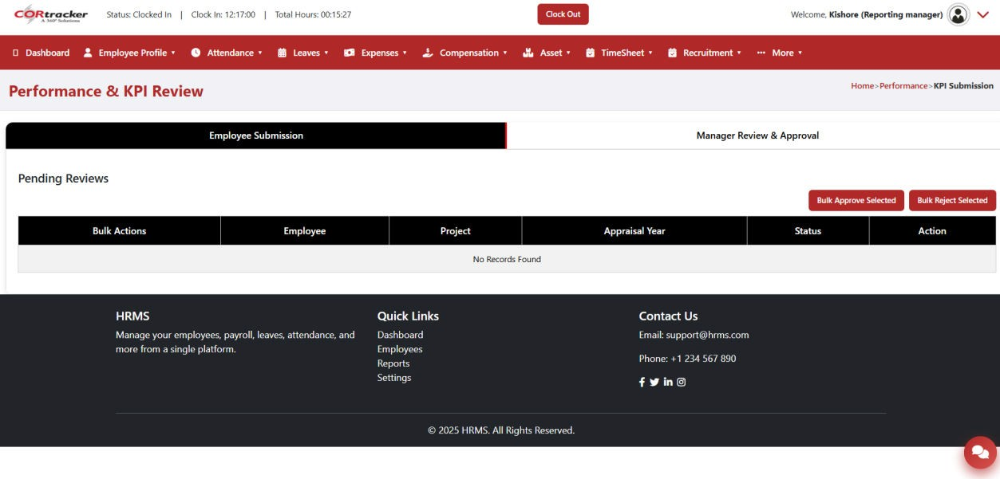 CORtracker
A 360° Solutions
Status: Clocked In | Clock In: 12:17:00 | Total Hours: 00:15:27
Clock Out
Welcome, Kishore (Reporting manager)
Dashboard Employee Profile Attendance Leaves Expenses Compensation Asset TimeSheet Recruitment More
Performance & KPI Review
Home>Performance>KPI Submission
Employee Submission Manager Review & Approval
Pending Reviews
Bulk Approve Selected Bulk Reject Selected
Bulk Actions Employee Project Appraisal Year Status Action
No Records Found
HRMS
Manage your employees, payroll, leaves, attendance, and
more from a single platform.
Quick Links
Dashboard
Employees
Reports
Settings
Contact Us
Email: support@hrms.com
Phone: +1 234 567 890
© 2025 HRMS. All Rights Reserved.